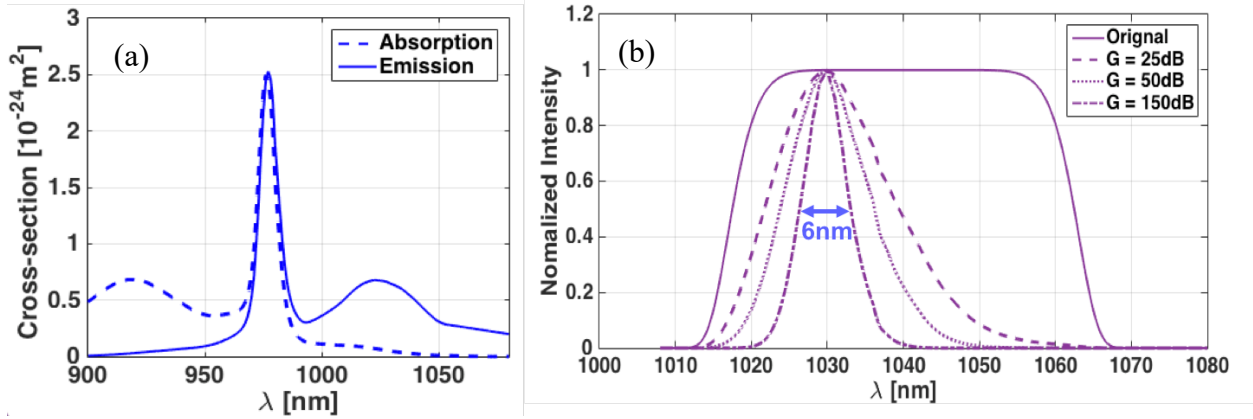 (a)
Absorption
Emission
Cross-section [10⁻²⁴m²]
3
2.5
2
1.5
1
0.5
0
900
950
1000
1050
λ [nm]
(b)
Orignal
G = 25dB
G = 50dB
G = 150dB
Nomalized Intensity
1.2
1
0.8
0.6
0.4
0.2
0
6nm
1000
1010
1020
1030
1040
1050
1060
1070
1080
λ [nm]